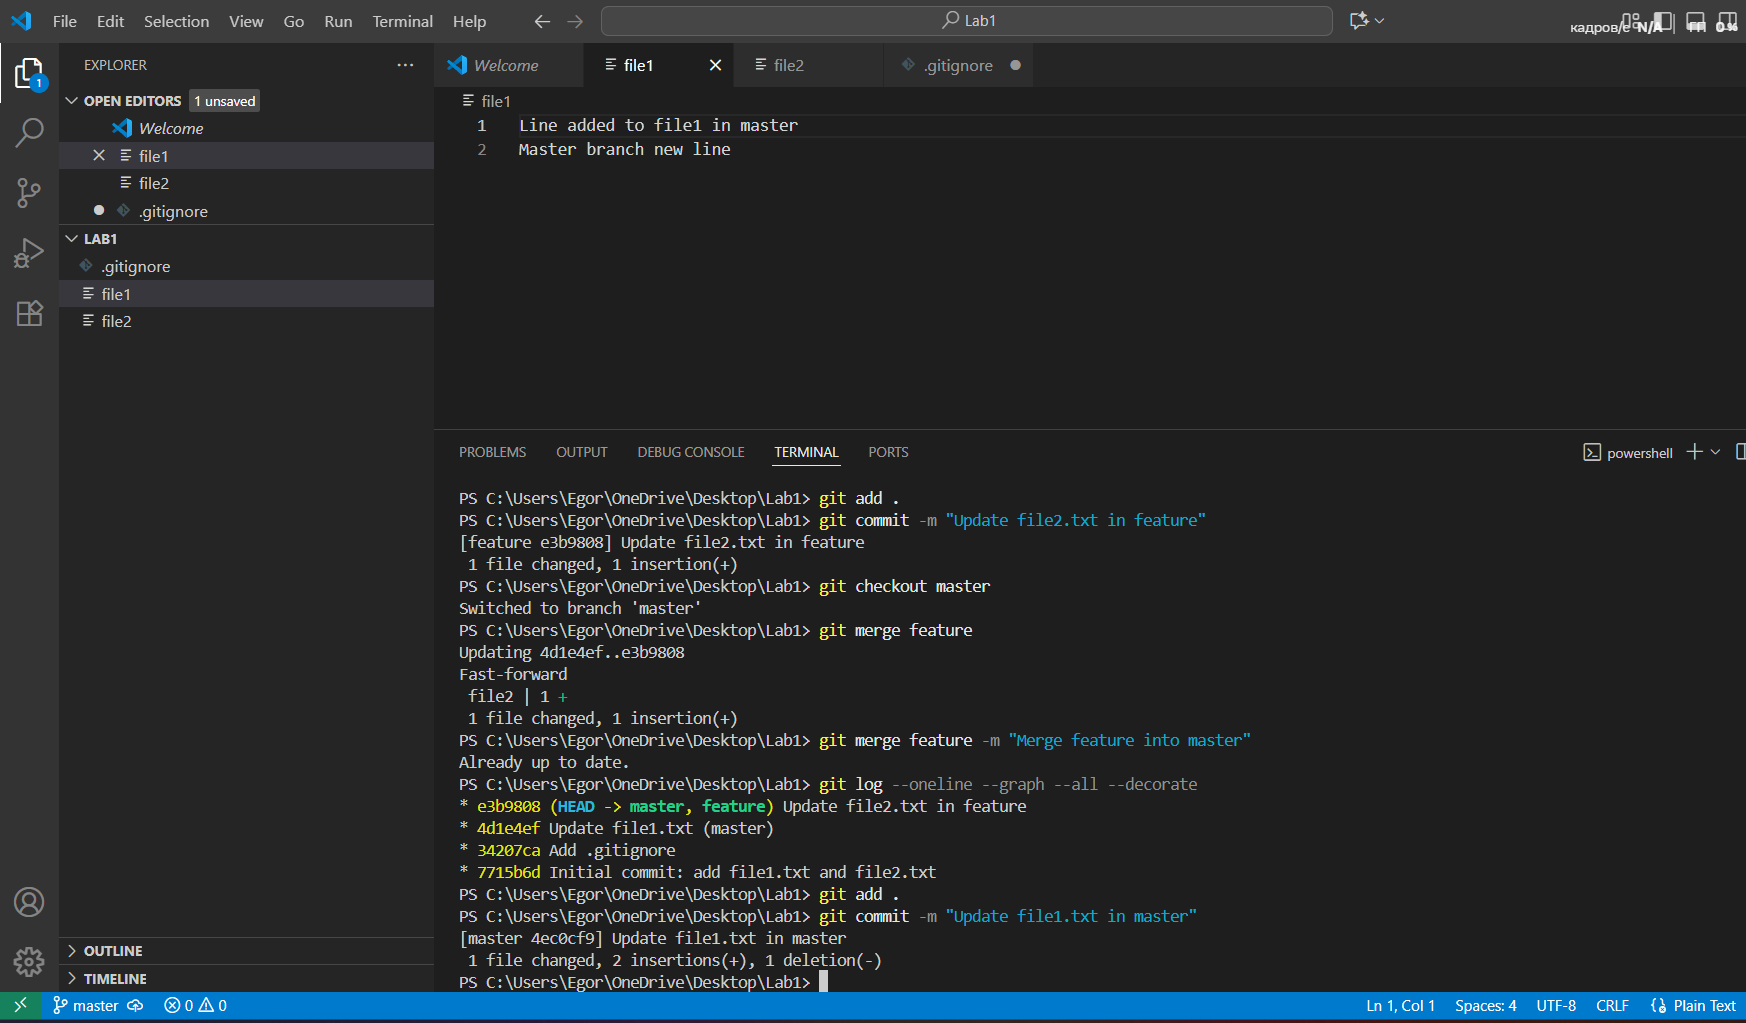 File Edit Selection View Go Run Terminal Help
Lab1
кадров/с N/A ГП 0 %
EXPLORER
1
OPEN EDITORS 1 unsaved
Welcome
file1
file2
.gitignore
LAB1
.gitignore
file1
file2
OUTLINE
TIMELINE
Welcome file1 file2 .gitignore
file1
1 Line added to file1 in master
2 Master branch new line
PROBLEMS OUTPUT DEBUG CONSOLE TERMINAL PORTS
powershell
PS C:\Users\Egor\OneDrive\Desktop\Lab1> git add .
PS C:\Users\Egor\OneDrive\Desktop\Lab1> git commit -m "Update file2.txt in feature"
[feature e3b9808] Update file2.txt in feature
1 file changed, 1 insertion(+)
PS C:\Users\Egor\OneDrive\Desktop\Lab1> git checkout master
Switched to branch 'master'
PS C:\Users\Egor\OneDrive\Desktop\Lab1> git merge feature
Updating 4d1e4ef..e3b9808
Fast-forward
file2 | 1 +
1 file changed, 1 insertion(+)
PS C:\Users\Egor\OneDrive\Desktop\Lab1> git merge feature -m "Merge feature into master"
Already up to date.
PS C:\Users\Egor\OneDrive\Desktop\Lab1> git log --oneline --graph --all --decorate
* e3b9808 (HEAD -> master, feature) Update file2.txt in feature
* 4d1e4ef Update file1.txt (master)
* 34207ca Add .gitignore
* 7715b6d Initial commit: add file1.txt and file2.txt
PS C:\Users\Egor\OneDrive\Desktop\Lab1> git add .
PS C:\Users\Egor\OneDrive\Desktop\Lab1> git commit -m "Update file1.txt in master"
[master 4ec0cf9] Update file1.txt in master
1 file changed, 2 insertions(+), 1 deletion(-)
PS C:\Users\Egor\OneDrive\Desktop\Lab1>
master 0 0 Ln 1, Col 1 Spaces: 4 UTF-8 CRLF Plain Text